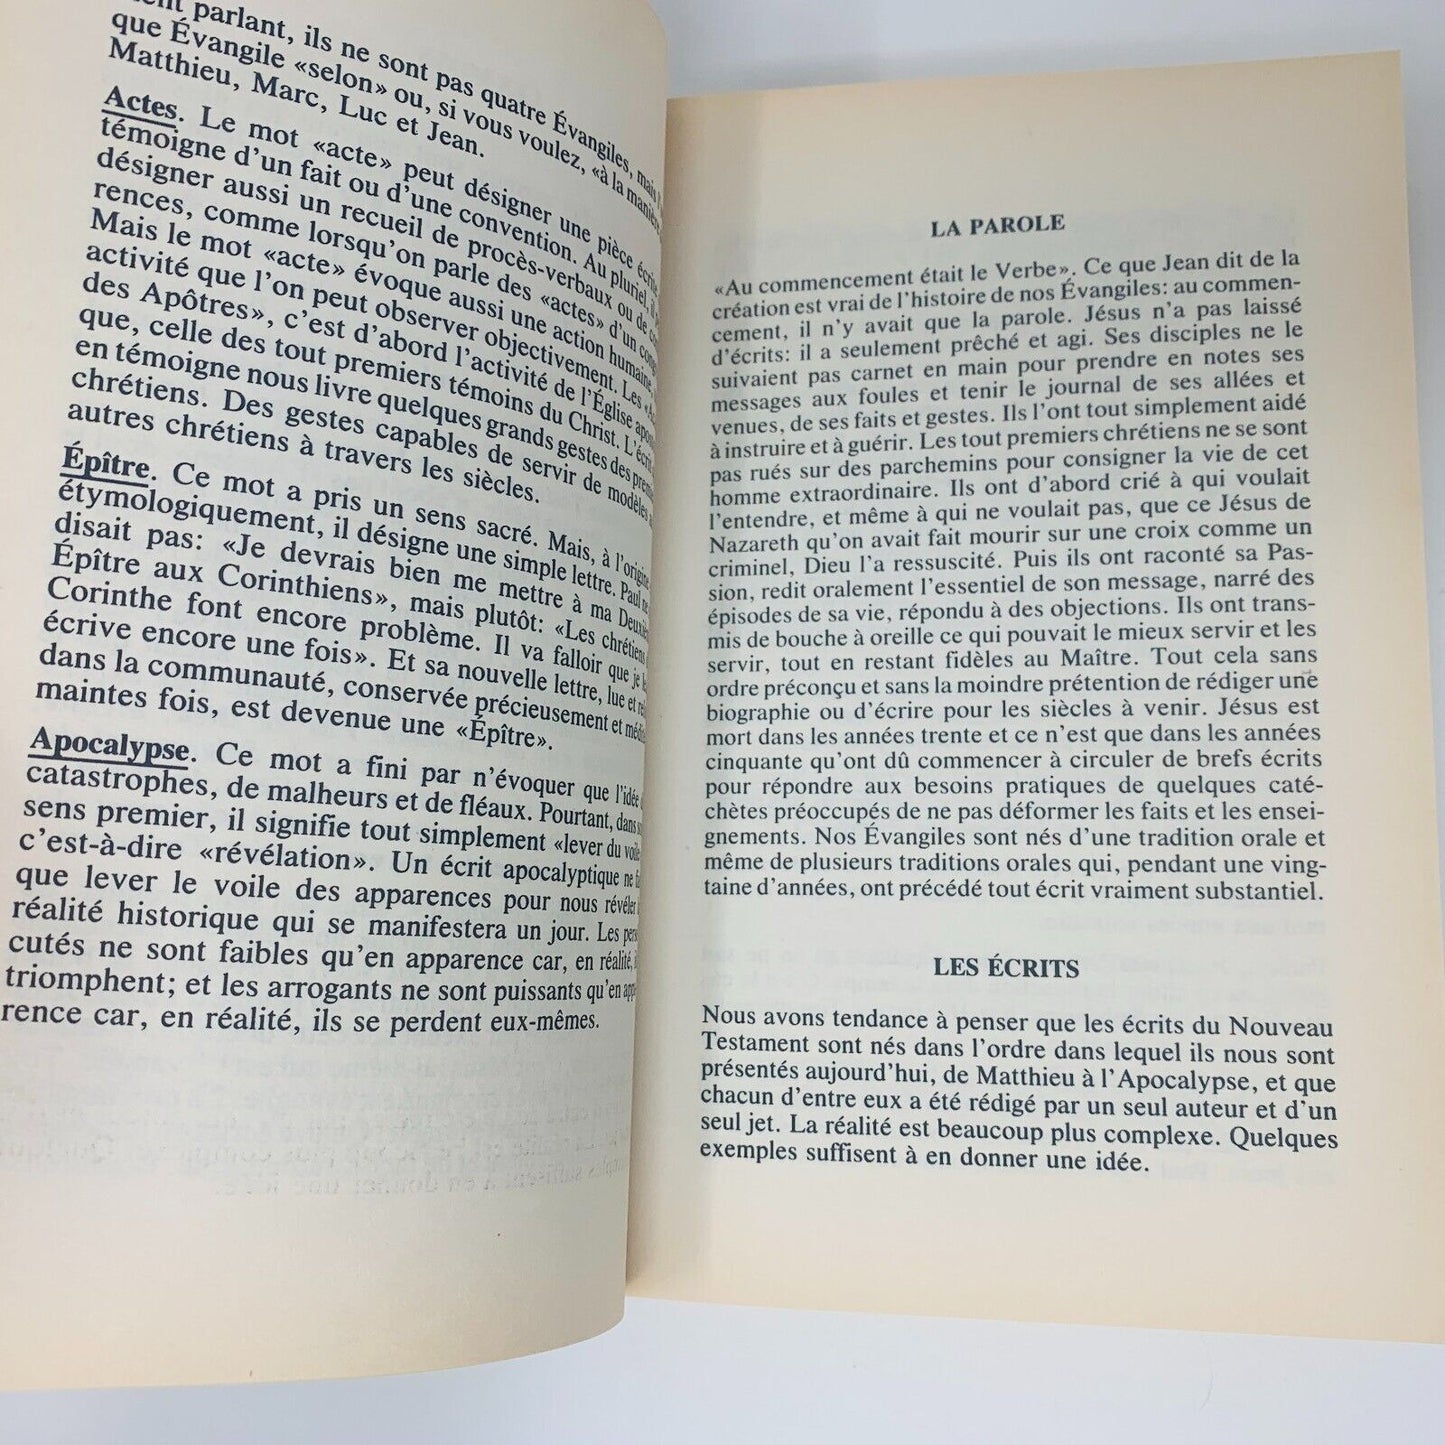 parlant, ils ne sont pas quatre Évangiles, mais
que Évangile «selon» ou, si vous voulez, «à la manière
Matthieu, Marc, Luc et Jean.
Actes. Le mot «acte» peut désigner une pièce écrite
témoigne d'un fait ou d'une convention. Au pluriel, il
désigner aussi un recueil de procès-verbaux ou de
rences, comme lorsqu'on parle des «actes» d'un
Mais le mot «acte» évoque aussi une action humaine,
activité que l'on peut observer objectivement. Les
des Apôtres», c'est d'abord l'activité de l'Église
que, celle des tout premiers témoins du Christ. L'écrit
en témoigne nous livre quelques grands gestes des
chrétiens. Des gestes capables de servir de modèles
autres chrétiens à travers les siècles.
Épître. Ce mot a pris un sens sacré. Mais, à l'origine
étymologiquement, il désigne une simple lettre. Paul ne
disait pas: «Je devrais bien me mettre à ma
Épître aux Corinthiens», mais plutôt: «Les chrétiens
Corinthe font encore problème. Il va falloir que je
écrive encore une fois». Et sa nouvelle lettre, lue et
dans la communauté, conservée précieusement et
maintes fois, est devenue une «Épître».
Apocalypse. Ce mot a fini par n'évoquer que l'idée
catastrophes, de malheurs et de fléaux. Pourtant, dans
sens premier, il signifie tout simplement «lever du voile
c'est-à-dire «révélation». Un écrit apocalyptique ne
que lever le voile des apparences pour nous révéler
réalité historique qui se manifestera un jour. Les
cutés ne sont faibles qu'en apparence car, en réalité,
triomphent; et les arrogants ne sont puissants qu'en
rence car, en réalité, ils se perdent eux-mêmes.
LA PAROLE
«Au commencement était le Verbe». Ce que Jean dit de la
création est vrai de l'histoire de nos Évangiles: au commen-
cement, il n'y avait que la parole. Jésus n'a pas laissé
d'écrits: il a seulement prêché et agi. Ses disciples ne le
suivaient pas carnet en main pour prendre en notes ses
messages aux foules et tenir le journal de ses allées et
venues, de ses faits et gestes. Ils l'ont tout simplement aidé
à instruire et à guérir. Les tout premiers chrétiens ne se sont
pas rués sur des parchemins pour consigner la vie de cet
homme extraordinaire. Ils ont d'abord crié à qui voulait
l'entendre, et même à qui ne voulait pas, que ce Jésus de
Nazareth qu'on avait fait mourir sur une croix comme un
criminel, Dieu l'a ressuscité. Puis ils ont raconté sa Pas-
sion, redit oralement l'essentiel de son message, narré des
épisodes de sa vie, répondu à des objections. Ils ont trans-
mis de bouche à oreille ce qui pouvait le mieux servir et les
servir, tout en restant fidèles au Maître. Tout cela sans
ordre préconçu et sans la moindre prétention de rédiger une
biographie ou d'écrire pour les siècles à venir. Jésus est
mort dans les années trente et ce n'est que dans les années
cinquante qu'ont dû commencer à circuler de brefs écrits
pour répondre aux besoins pratiques de quelques caté-
chètes préoccupés de ne pas déformer les faits et les ensei-
gnements. Nos Évangiles sont nés d'une tradition orale et
même de plusieurs traditions orales qui, pendant une ving-
taine d'années, ont précédé tout écrit vraiment substantiel.
LES ÉCRITS
Nous avons tendance à penser que les écrits du Nouveau
Testament sont nés dans l'ordre dans lequel ils nous sont
présentés aujourd'hui, de Matthieu à l'Apocalypse, et que
chacun d'entre eux a été rédigé par un seul auteur et d'un
seul jet. La réalité est beaucoup plus complexe. Quelques
exemples suffisent à en donner une idée.